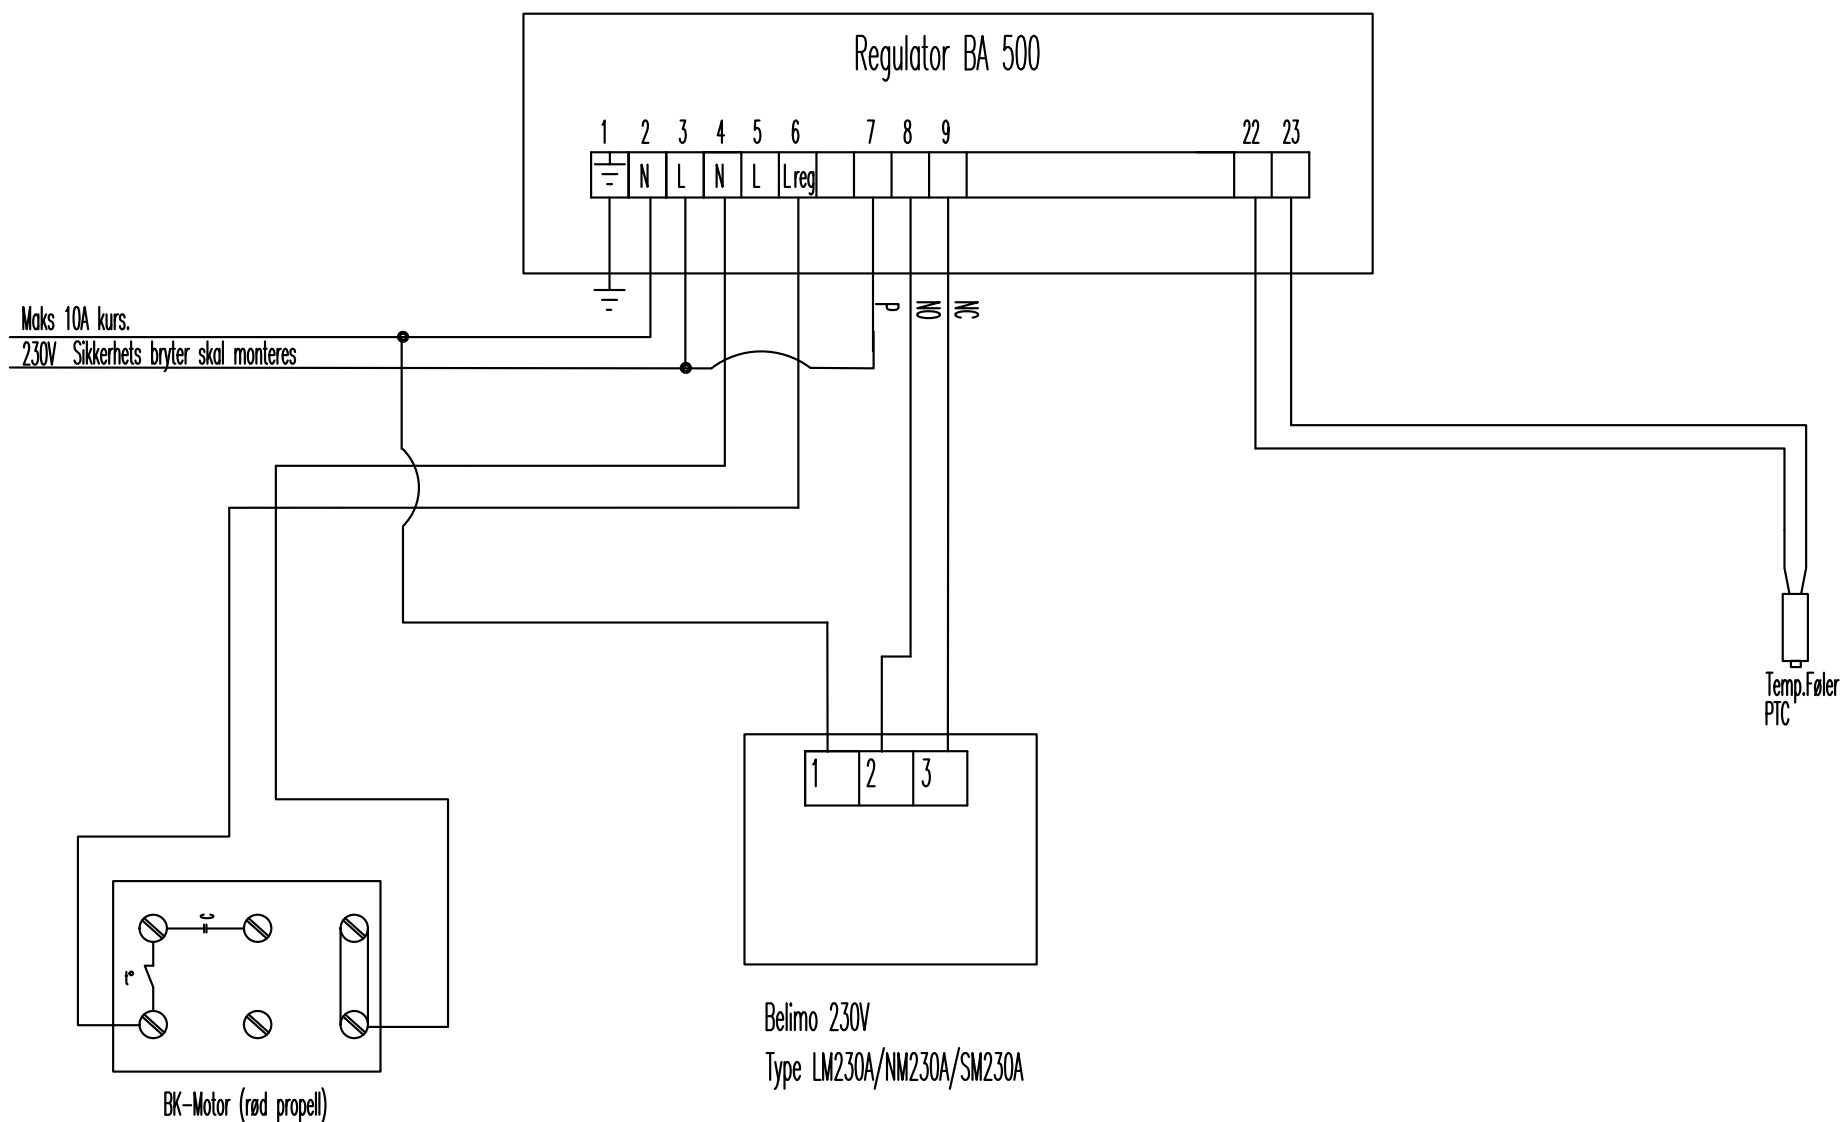 Regulator BA 500
1 2 3 4 5 6 7 8 9 22 23
N L N L Lreg
P NO NC
Maks 10A kurs.
230V Sikkerhets bryter skal monteres
Temp.Føler
PTC
1 2 3
C
t°
Belimo 230V
Type LM230A/NM230A/SM230A
BK-Motor (rød propell)